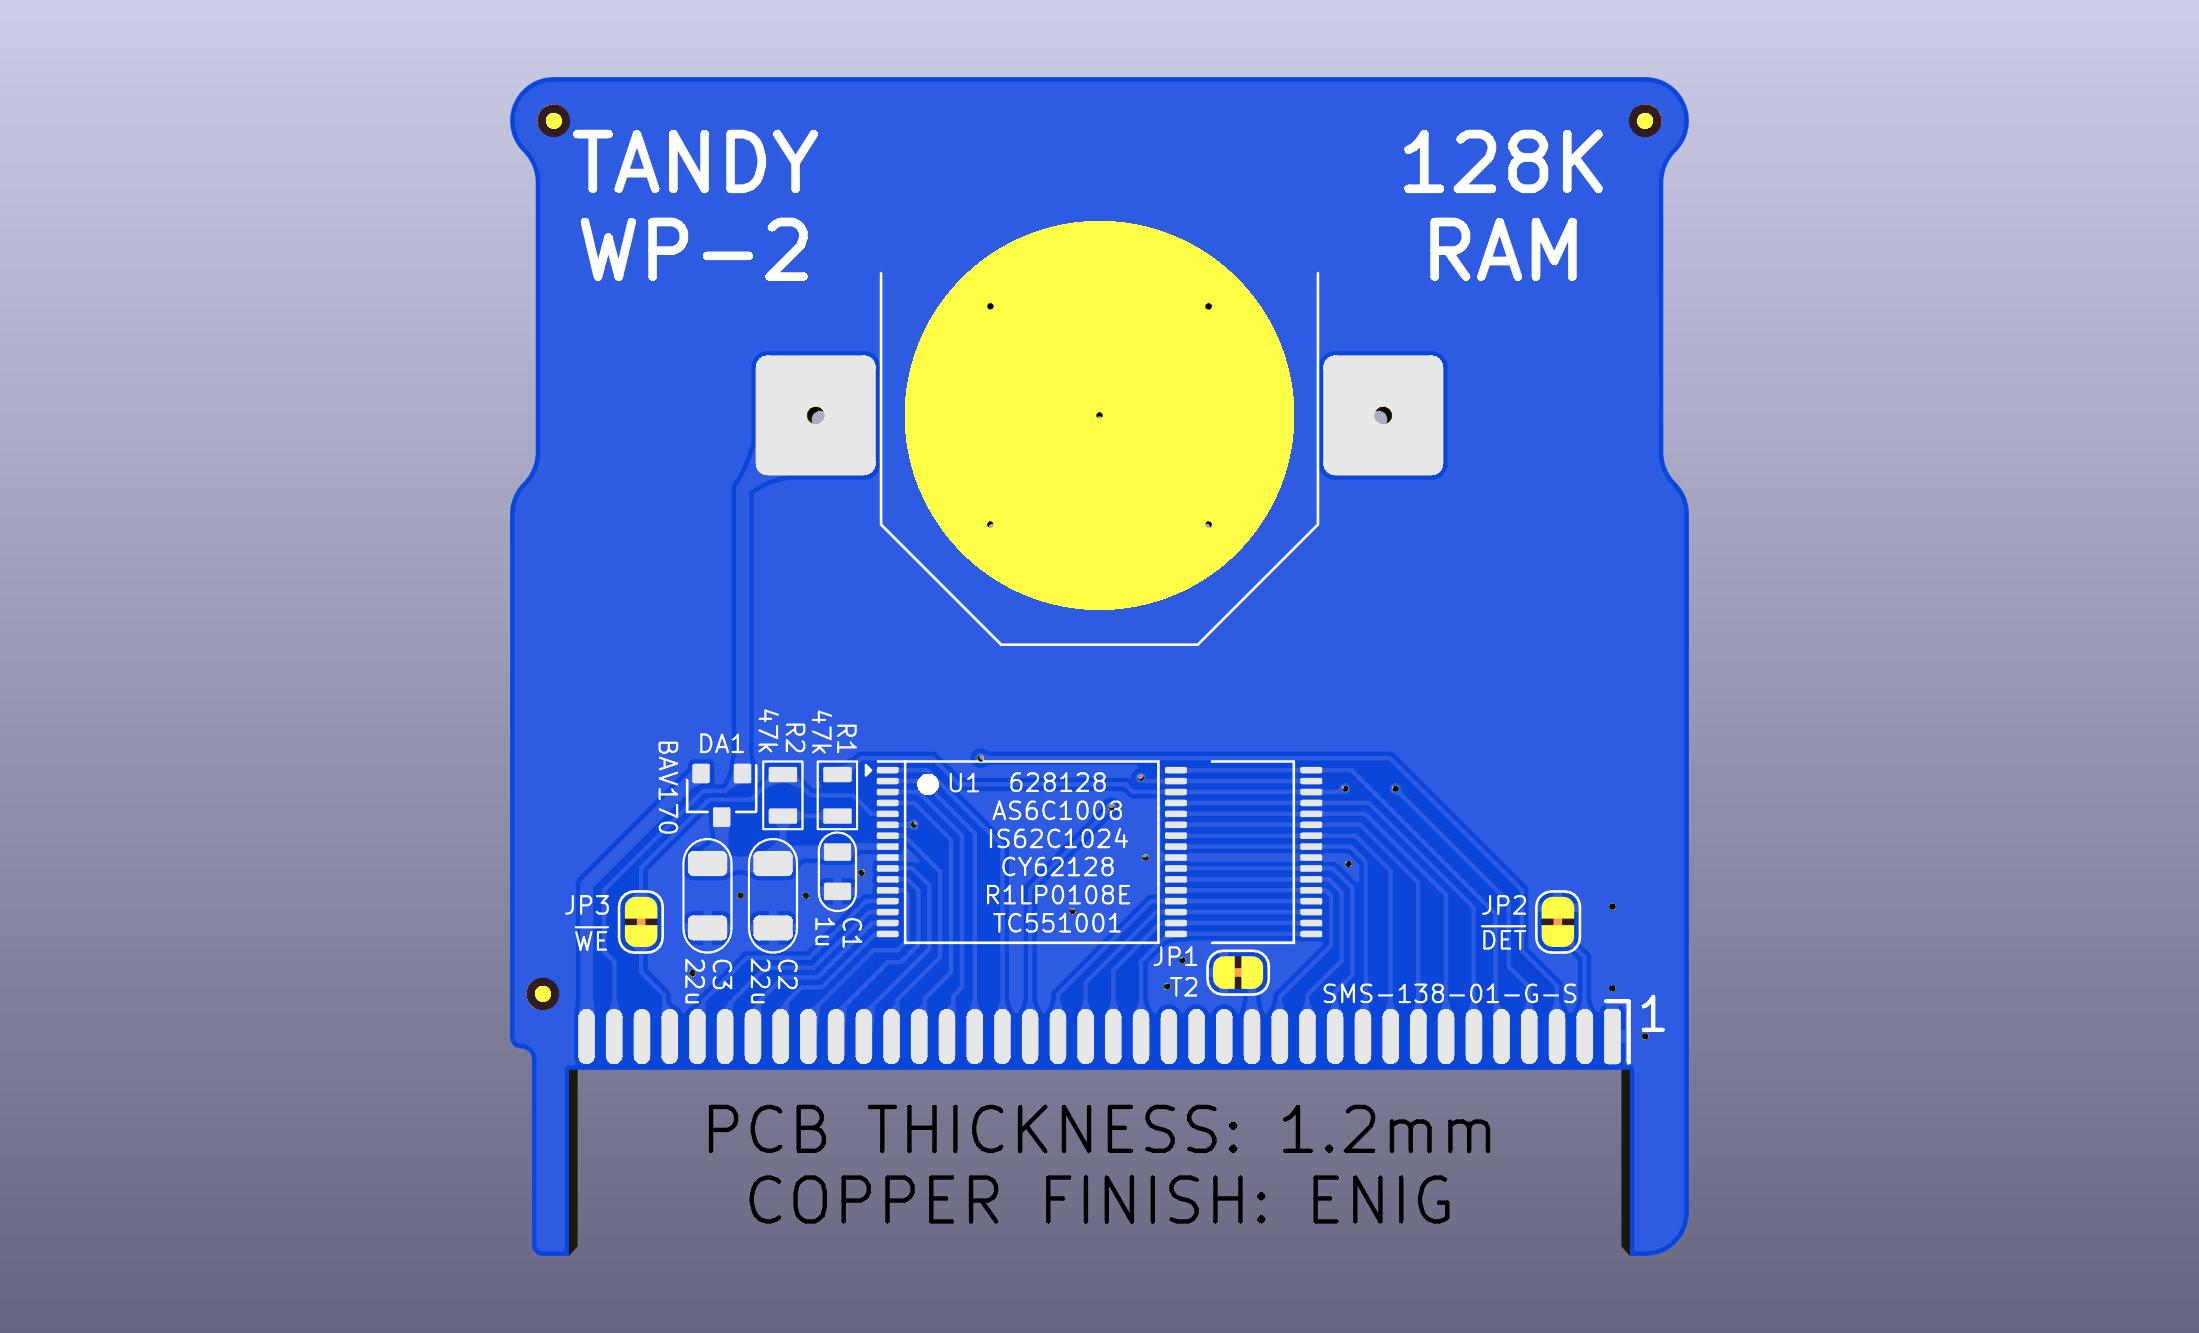 TANDY
WP-2
128K
RAM
DA1
BAV170
R2
47k
R1
47k
U1
628128
AS6C1008
IS62C1024
CY62128
R1LP0108E
TC551001
JP3
WE
C3
22u
C2
22u
C1
1u
JP1
T2
JP2
DET
SMS-138-01-G-S
1
PCB THICKNESS: 1.2mm
COPPER FINISH: ENIG